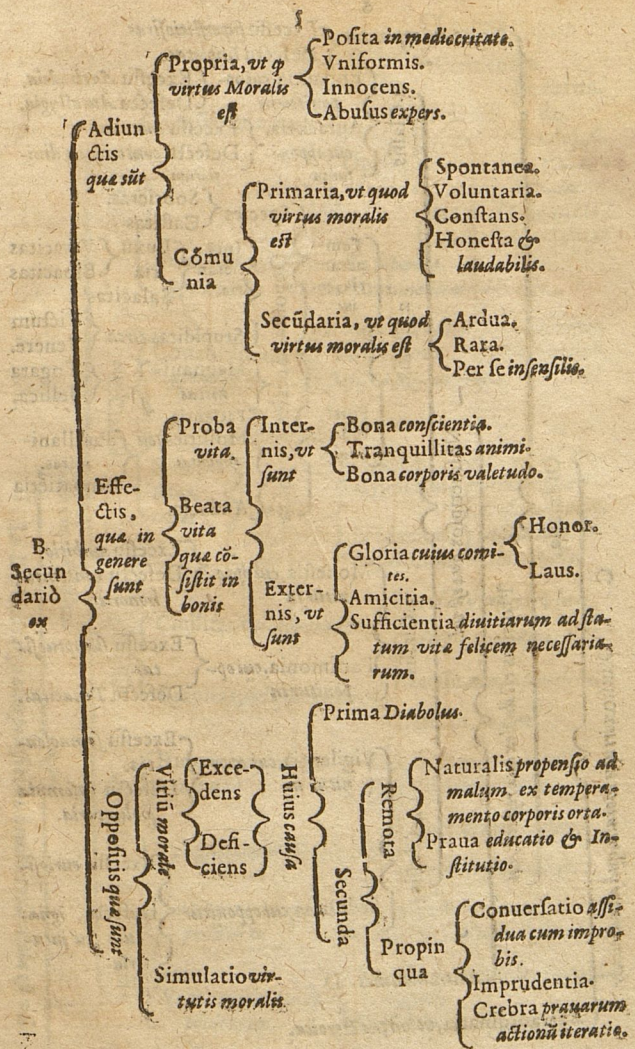 Propria, vt ꝙ
virtus Moralis
est
Posita in mediocritate.
Vniformis.
Innocens.
Abusus expers.
Adiun
ctis
quæ sūt
Cōmu
nia
Primaria, vt quod
virtus moralis
est
Spontanea.
Voluntaria.
Constans.
Honesta &
laudabilis.
Secūdaria, vt quod
virtus moralis est
Ardua.
Rara.
Per se insensilis.
B
Secun
dariò
ex
Effe-
ctis,
quæ in
genere
sunt
Proba
vita.
Beata
vita
quæ cō-
sistit in
bonis
Inter-
nis, vt
sunt
Bona conscientia.
Tranquillitas animi.
Bona corporis valetudo.
Exter-
nis, vt
sunt
Gloria cuius comi-
tes.
Honor.
Laus.
Amicitia.
Sufficientia diuitiarum ad sta-
tum vitæ felicem necessaria-
rum.
Oppositis quæ sunt
Vitiū morale
Exce-
dens
Defi-
ciens
Huius causa
Prima Diabolus.
Secunda
Remota
Naturalis propensio ad
malum ex tempera-
mento corporis orta.
Praua educatio & In-
stitutio.
Propin
qua
Conuersatio assi-
dua cum impro-
bis.
Imprudentia.
Crebra prauarum
actionū iteratio.
Simulatio vir-
tutis moralis